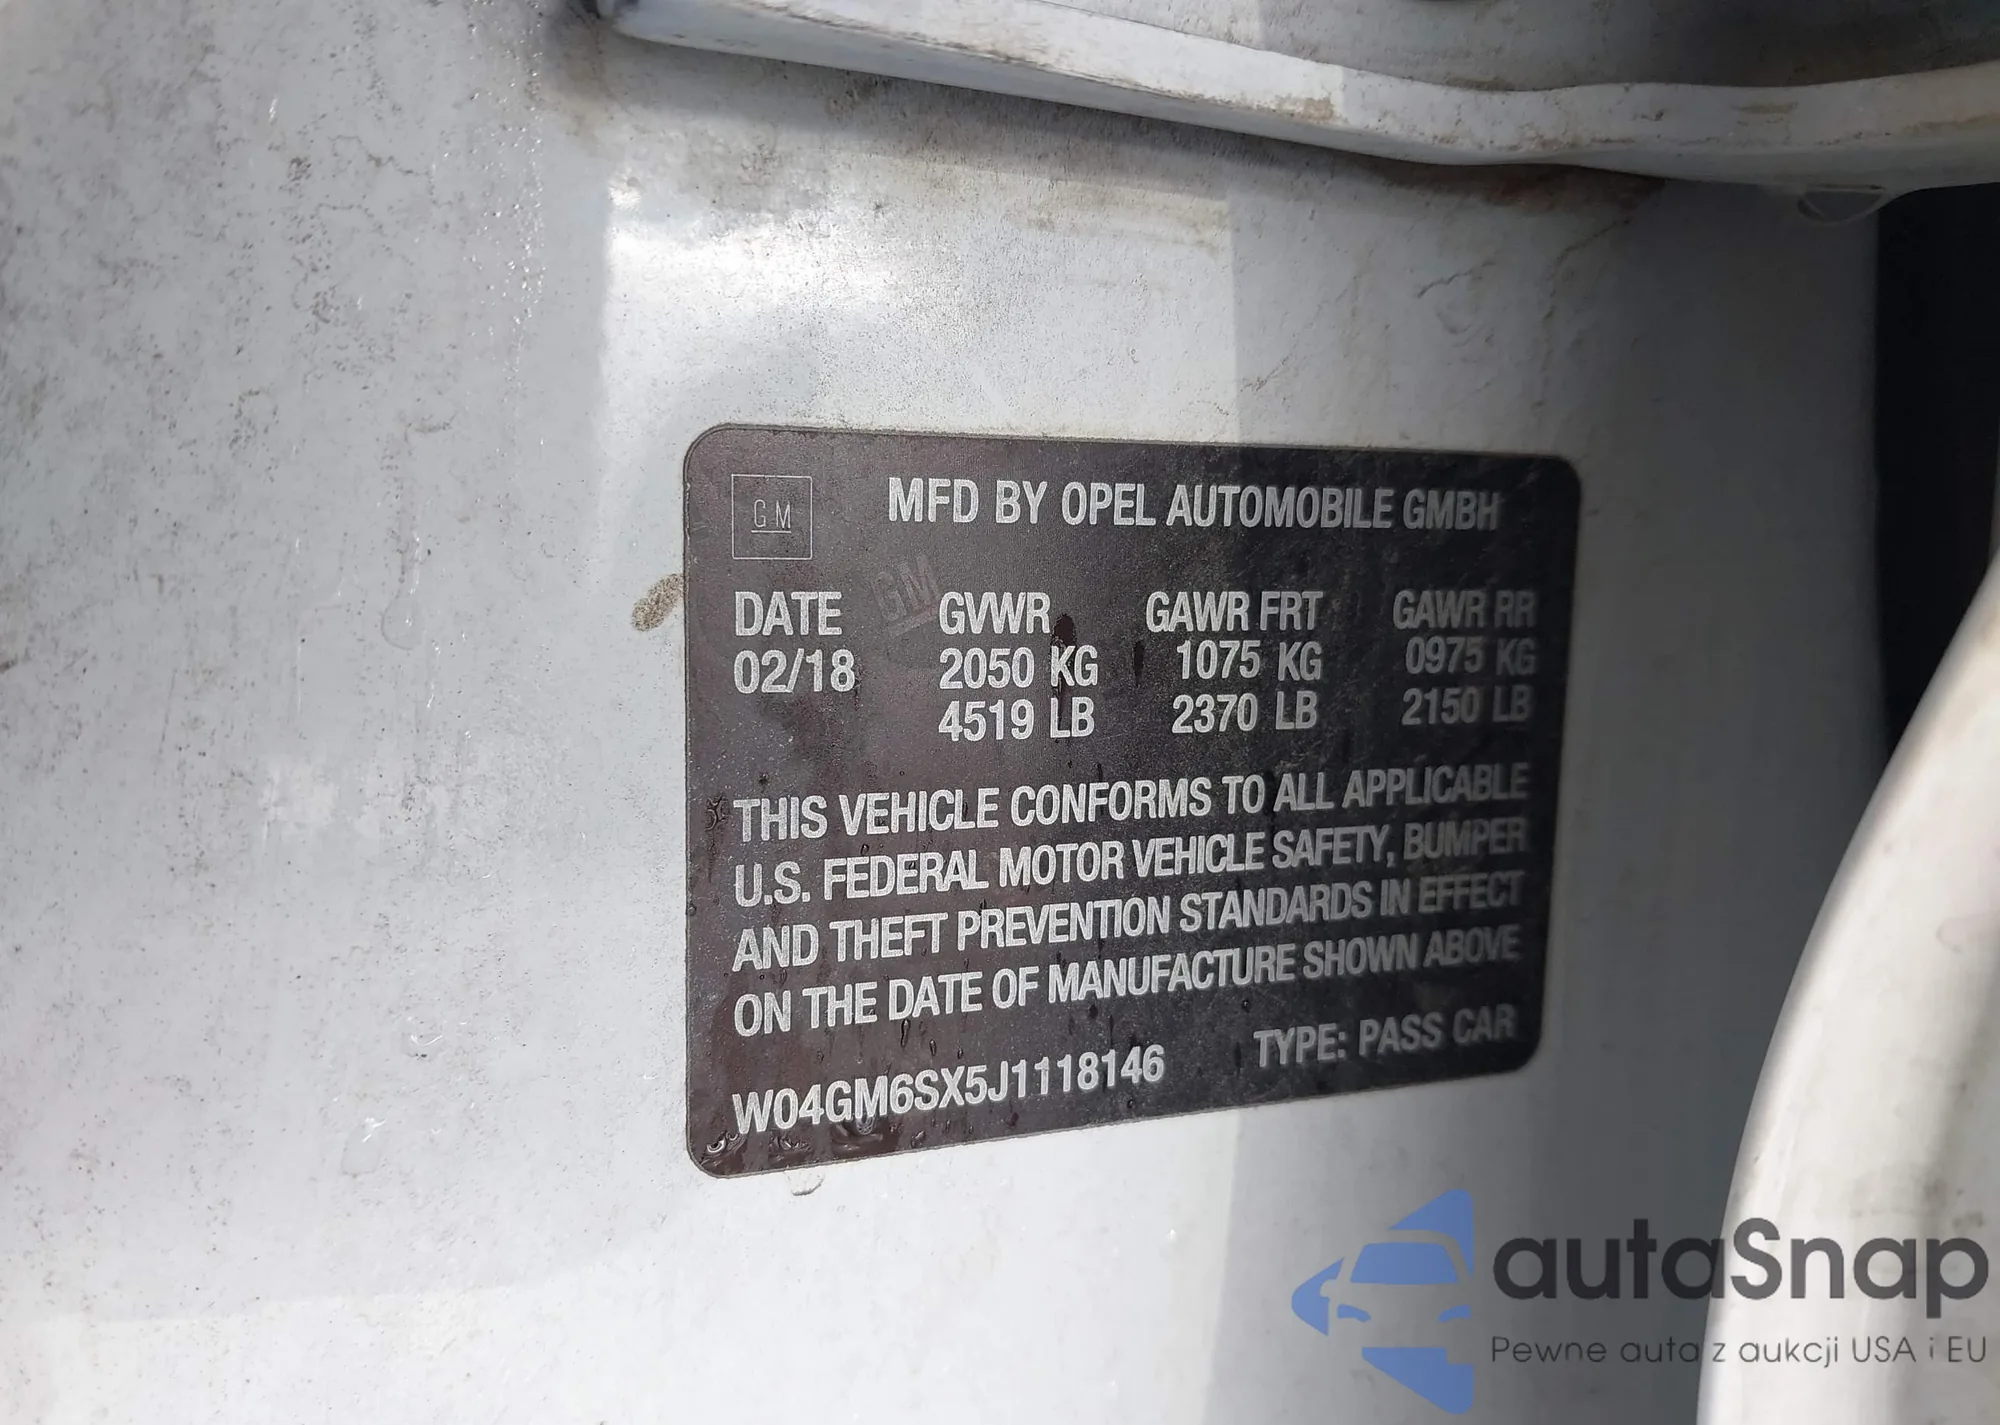 GM
MFD BY OPEL AUTOMOBILE GMBH
GM
DATE GVWR GAWR FRT GAWR RR
02/18 2050 KG 1075 KG 0975 KG
4519 LB 2370 LB 2150 LB
THIS VEHICLE CONFORMS TO ALL APPLICABLE
U.S. FEDERAL MOTOR VEHICLE SAFETY, BUMPER
AND THEFT PREVENTION STANDARDS IN EFFECT
ON THE DATE OF MANUFACTURE SHOWN ABOVE
W04GM6SX5J1118146 TYPE: PASS CAR
autaSnap
Pewne auta z aukcji USA i EU